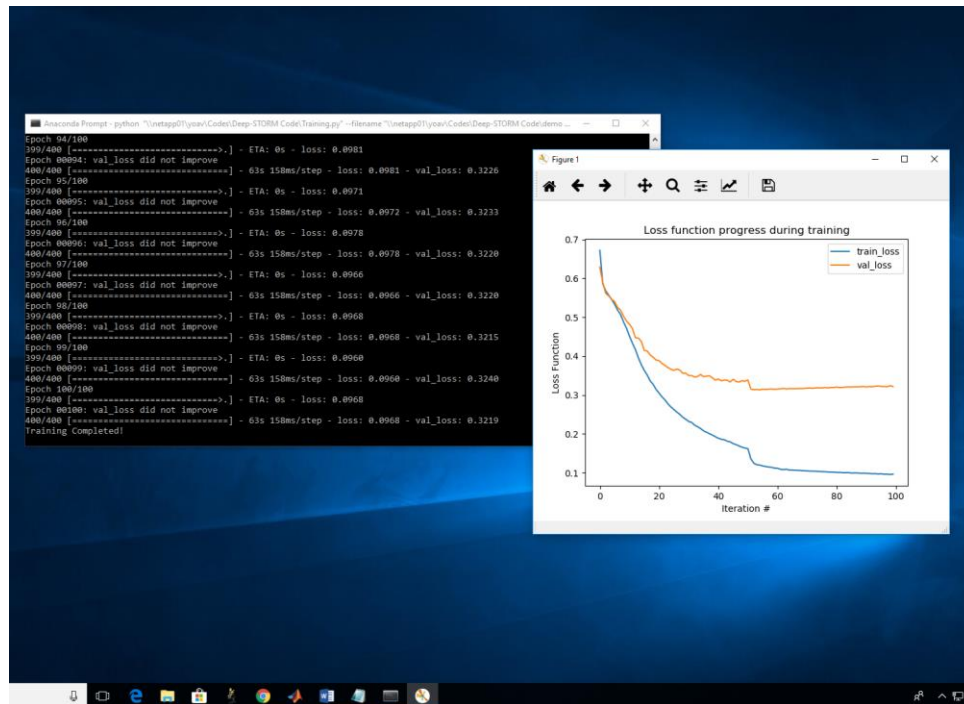 Anaconda Prompt - python "\\netapp01\yoav\Codes\Deep-STORM Code\Training.py" --filename "\\netapp01\yoav\Codes\Deep-STORM Code\demo ...
Epoch 94/100
399/400 [============================>.] - ETA: 0s - loss: 0.0981
Epoch 00094: val_loss did not improve
400/400 [==============================] - 63s 158ms/step - loss: 0.0981 - val_loss: 0.3226
Epoch 95/100
399/400 [============================>.] - ETA: 0s - loss: 0.0971
Epoch 00095: val_loss did not improve
400/400 [==============================] - 63s 158ms/step - loss: 0.0972 - val_loss: 0.3233
Epoch 96/100
399/400 [============================>.] - ETA: 0s - loss: 0.0978
Epoch 00096: val_loss did not improve
400/400 [==============================] - 63s 158ms/step - loss: 0.0978 - val_loss: 0.3220
Epoch 97/100
399/400 [============================>.] - ETA: 0s - loss: 0.0966
Epoch 00097: val_loss did not improve
400/400 [==============================] - 63s 158ms/step - loss: 0.0966 - val_loss: 0.3220
Epoch 98/100
399/400 [============================>.] - ETA: 0s - loss: 0.0968
Epoch 00098: val_loss did not improve
400/400 [==============================] - 63s 158ms/step - loss: 0.0968 - val_loss: 0.3215
Epoch 99/100
399/400 [============================>.] - ETA: 0s - loss: 0.0960
Epoch 00099: val_loss did not improve
400/400 [==============================] - 63s 158ms/step - loss: 0.0960 - val_loss: 0.3240
Epoch 100/100
399/400 [============================>.] - ETA: 0s - loss: 0.0968
Epoch 00100: val_loss did not improve
400/400 [==============================] - 63s 158ms/step - loss: 0.0968 - val_loss: 0.3219
Training Completed!
Figure 1
Loss function progress during training
train_loss
val_loss
Loss Function
0.7
0.6
0.5
0.4
0.3
0.2
0.1
0 20 40 60 80 100
Iteration #